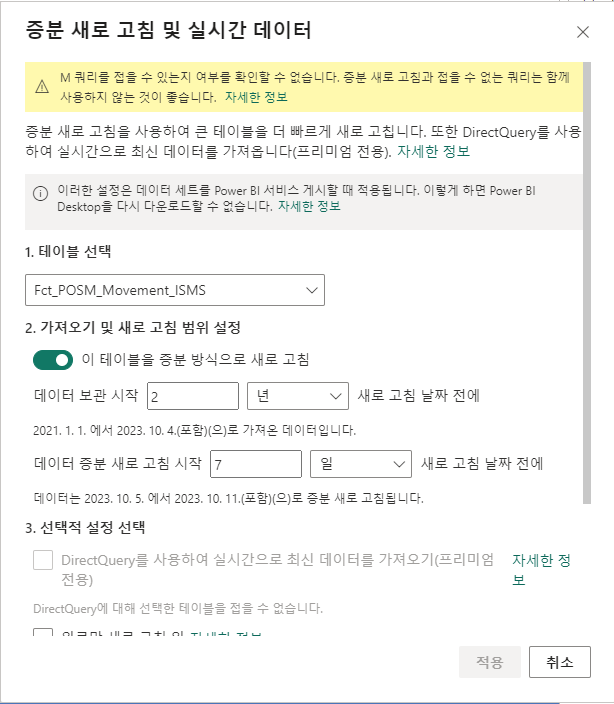 증분 새로 고침 및 실시간 데이터
M 쿼리를 접을 수 있는지 여부를 확인할 수 없습니다. 증분 새로 고침과 접을 수 없는 쿼리는 함께
사용하지 않는 것이 좋습니다. 자세한 정보
증분 새로 고침을 사용하여 큰 테이블을 더 빠르게 새로 고칩니다. 또한 DirectQuery를 사용
하여 실시간으로 최신 데이터를 가져옵니다(프리미엄 전용). 자세한 정보
이러한 설정은 데이터 세트를 Power BI 서비스 게시할 때 적용됩니다. 이렇게 하면 Power BI
Desktop을 다시 다운로드할 수 없습니다. 자세한 정보
1. 테이블 선택
Fct_POSM_Movement_ISMS
2. 가져오기 및 새로 고침 범위 설정
이 테이블을 증분 방식으로 새로 고침
데이터 보관 시작 2 년 새로 고침 날짜 전에
2021. 1. 1. 에서 2023. 10. 4.(포함)(으)로 가져온 데이터입니다.
데이터 증분 새로 고침 시작 7 일 새로 고침 날짜 전에
데이터는 2023. 10. 5. 에서 2023. 10. 11.(포함)(으)로 증분 새로 고침됩니다.
3. 선택적 설정 선택
DirectQuery를 사용하여 실시간으로 최신 데이터를 가져오기(프리미엄 자세한 정
전용) 보
DirectQuery에 대해 선택한 테이블을 접을 수 없습니다.
새로 고침 자세한 정보
적용 취소